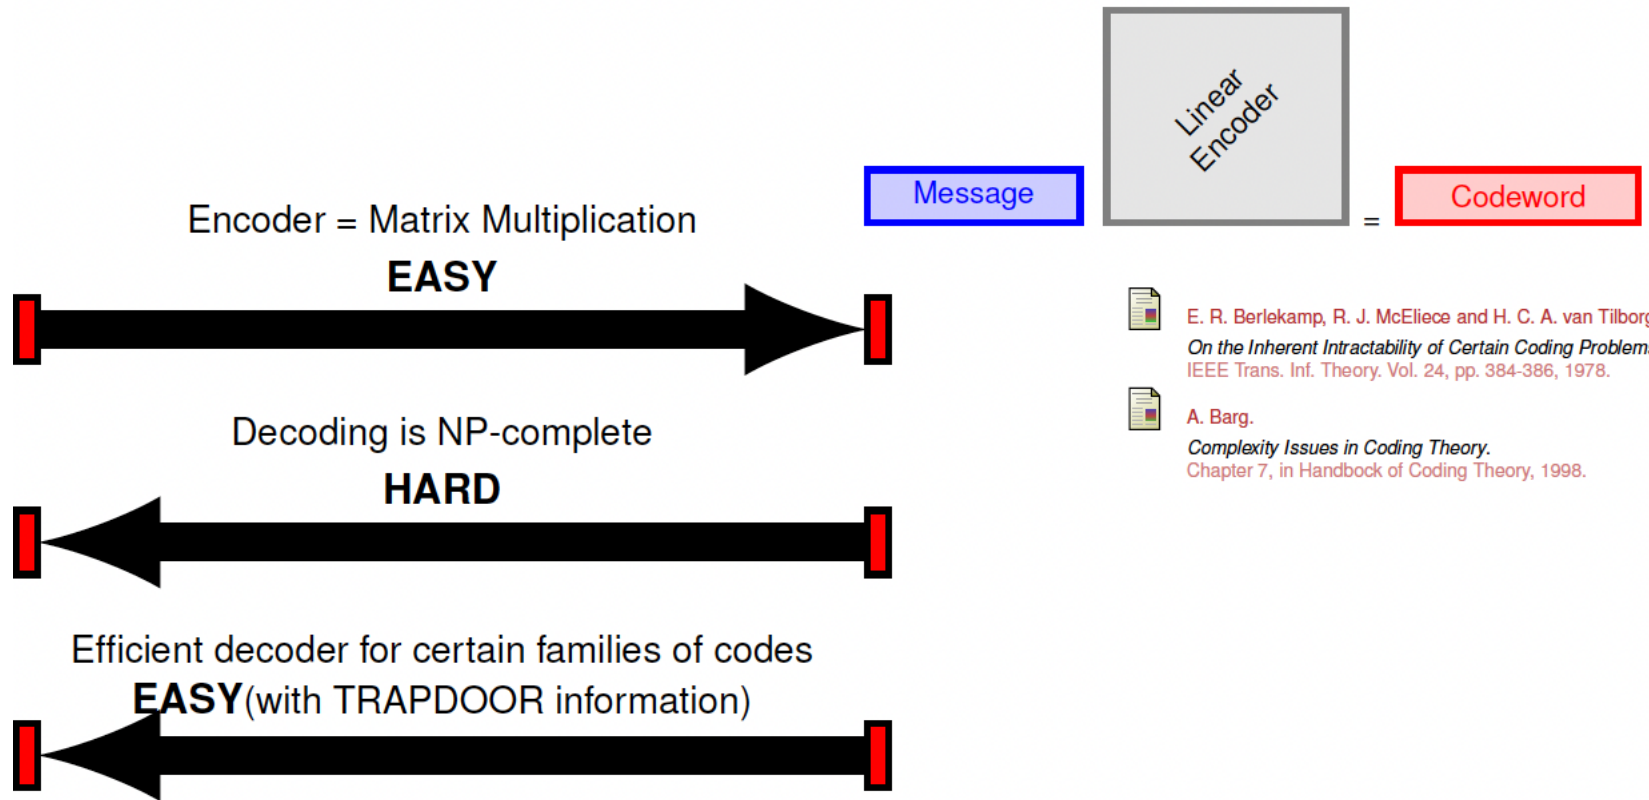 Encoder = Matrix Multiplication
EASY
Decoding is NP-complete
HARD
Efficient decoder for certain families of codes
EASY(with TRAPDOOR information)
Message
Linear
Encoder
=
Codeword
E. R. Berlekamp, R. J. McEliece and H. C. A. van Tilborg
On the Inherent Intractability of Certain Coding Problems
IEEE Trans. Inf. Theory. Vol. 24, pp. 384-386, 1978.
A. Barg.
Complexity Issues in Coding Theory.
Chapter 7, in Handbock of Coding Theory, 1998.